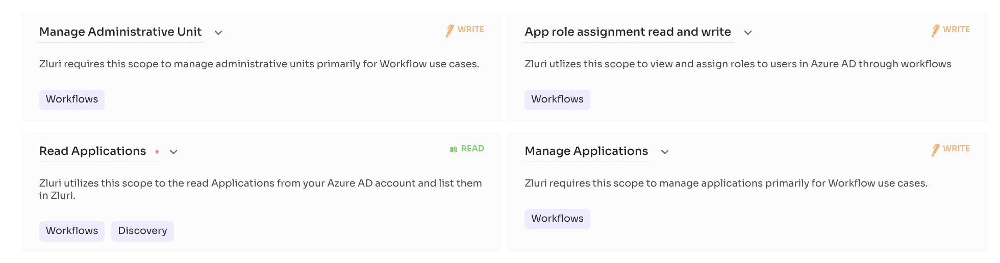 Manage Administrative Unit
WRITE
Zluri requires this scope to manage administrative units primarily for Workflow use cases.
Workflows
App role assignment read and write
WRITE
Zluri utlizes this scope to view and assign roles to users in Azure AD through workflows
Workflows
Read Applications *
READ
Zluri utilizes this scope to the read Applications from your Azure AD account and list them
in Zluri.
Workflows Discovery
Manage Applications
WRITE
Zluri requires this scope to manage applications primarily for Workflow use cases.
Workflows